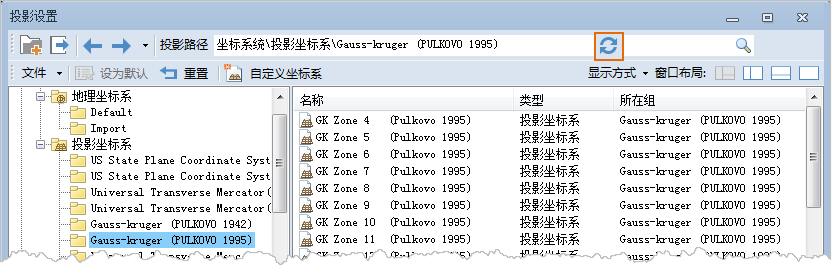 投影设置
投影路径 坐标系统\投影坐标系\Gauss-kruger (PULKOVO 1995)
文件 设为默认 重置 自定义坐标系 显示方式 窗口布局:
地理坐标系
Default
Import
投影坐标系
US State Plane Coordinate Syst
US State Plane Coordinate Syst
Universal Transverse Mercator(
Universal Transverse Mercator(
Gauss-kruger (PULKOVO 1942)
Gauss-kruger (PULKOVO 1995)
名称 类型 所在组
GK Zone 4 (Pulkovo 1995) 投影坐标系 Gauss-kruger (PULKOVO 1995)
GK Zone 5 (Pulkovo 1995) 投影坐标系 Gauss-kruger (PULKOVO 1995)
GK Zone 6 (Pulkovo 1995) 投影坐标系 Gauss-kruger (PULKOVO 1995)
GK Zone 7 (Pulkovo 1995) 投影坐标系 Gauss-kruger (PULKOVO 1995)
GK Zone 8 (Pulkovo 1995) 投影坐标系 Gauss-kruger (PULKOVO 1995)
GK Zone 9 (Pulkovo 1995) 投影坐标系 Gauss-kruger (PULKOVO 1995)
GK Zone 10 (Pulkovo 1995) 投影坐标系 Gauss-kruger (PULKOVO 1995)
GK Zone 11 (Pulkovo 1995) 投影坐标系 Gauss-kruger (PULKOVO 1995)